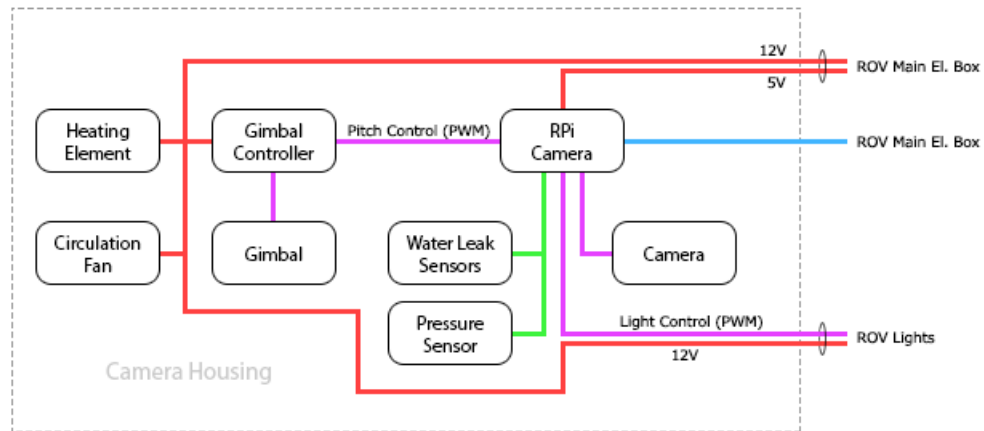 12V
ROV Main El. Box
5V
Heating
Element
Gimbal
Controller
Pitch Control (PWM)
RPi
Camera
ROV Main El. Box
Circulation
Fan
Gimbal
Water Leak
Sensors
Camera
Pressure
Sensor
Light Control (PWM)
ROV Lights
12V
Camera Housing